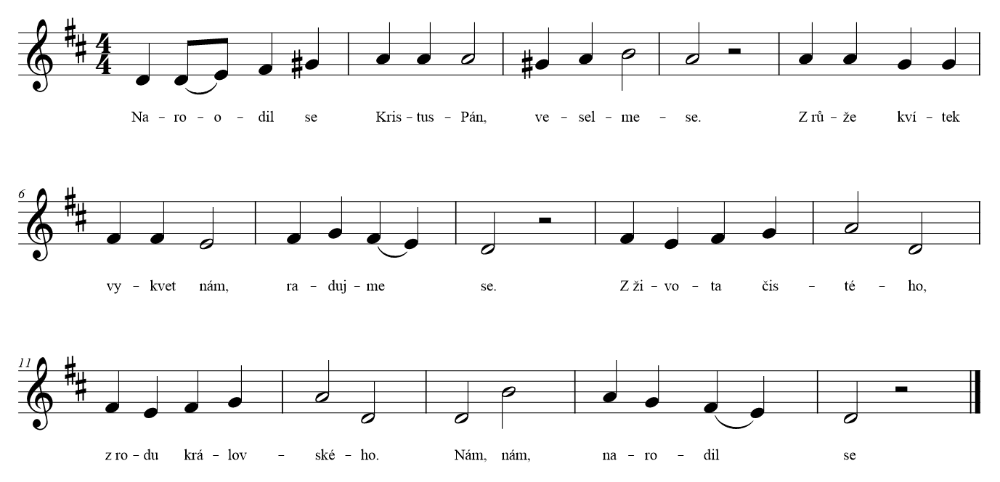 4
4
Na – ro – o – dil se Kris – tus – Pán, ve – sel – me – se. Z rů – že kví – tek
6
vy – kvet nám, ra – duj – me se. Z ži – vo – ta čis – té – ho,
11
z ro – du krá – lov – ské – ho. Nám, nám, na – ro – dil se